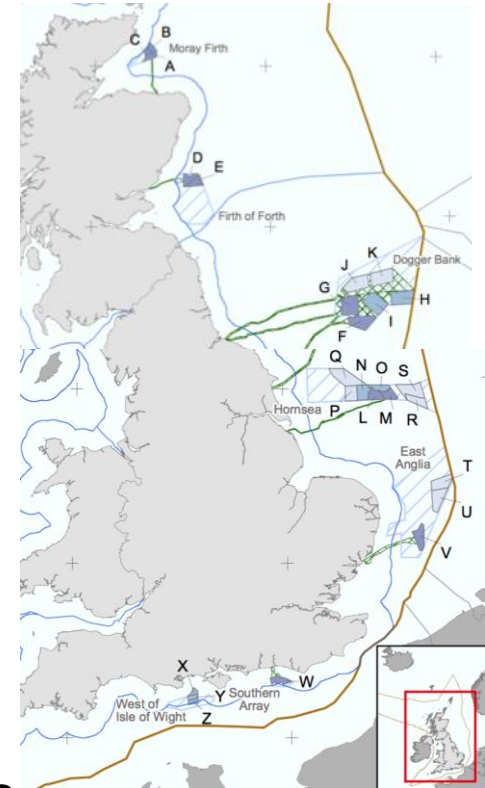 C B
Moray Firth
A
D E
Firth of Forth
K
J Dogger Bank
G
H
I
F
Q N O S
Hornsea
P L M R
East
Anglia
T
U
V
X
W
Y Southern
West of Array
Isle of Wight Z